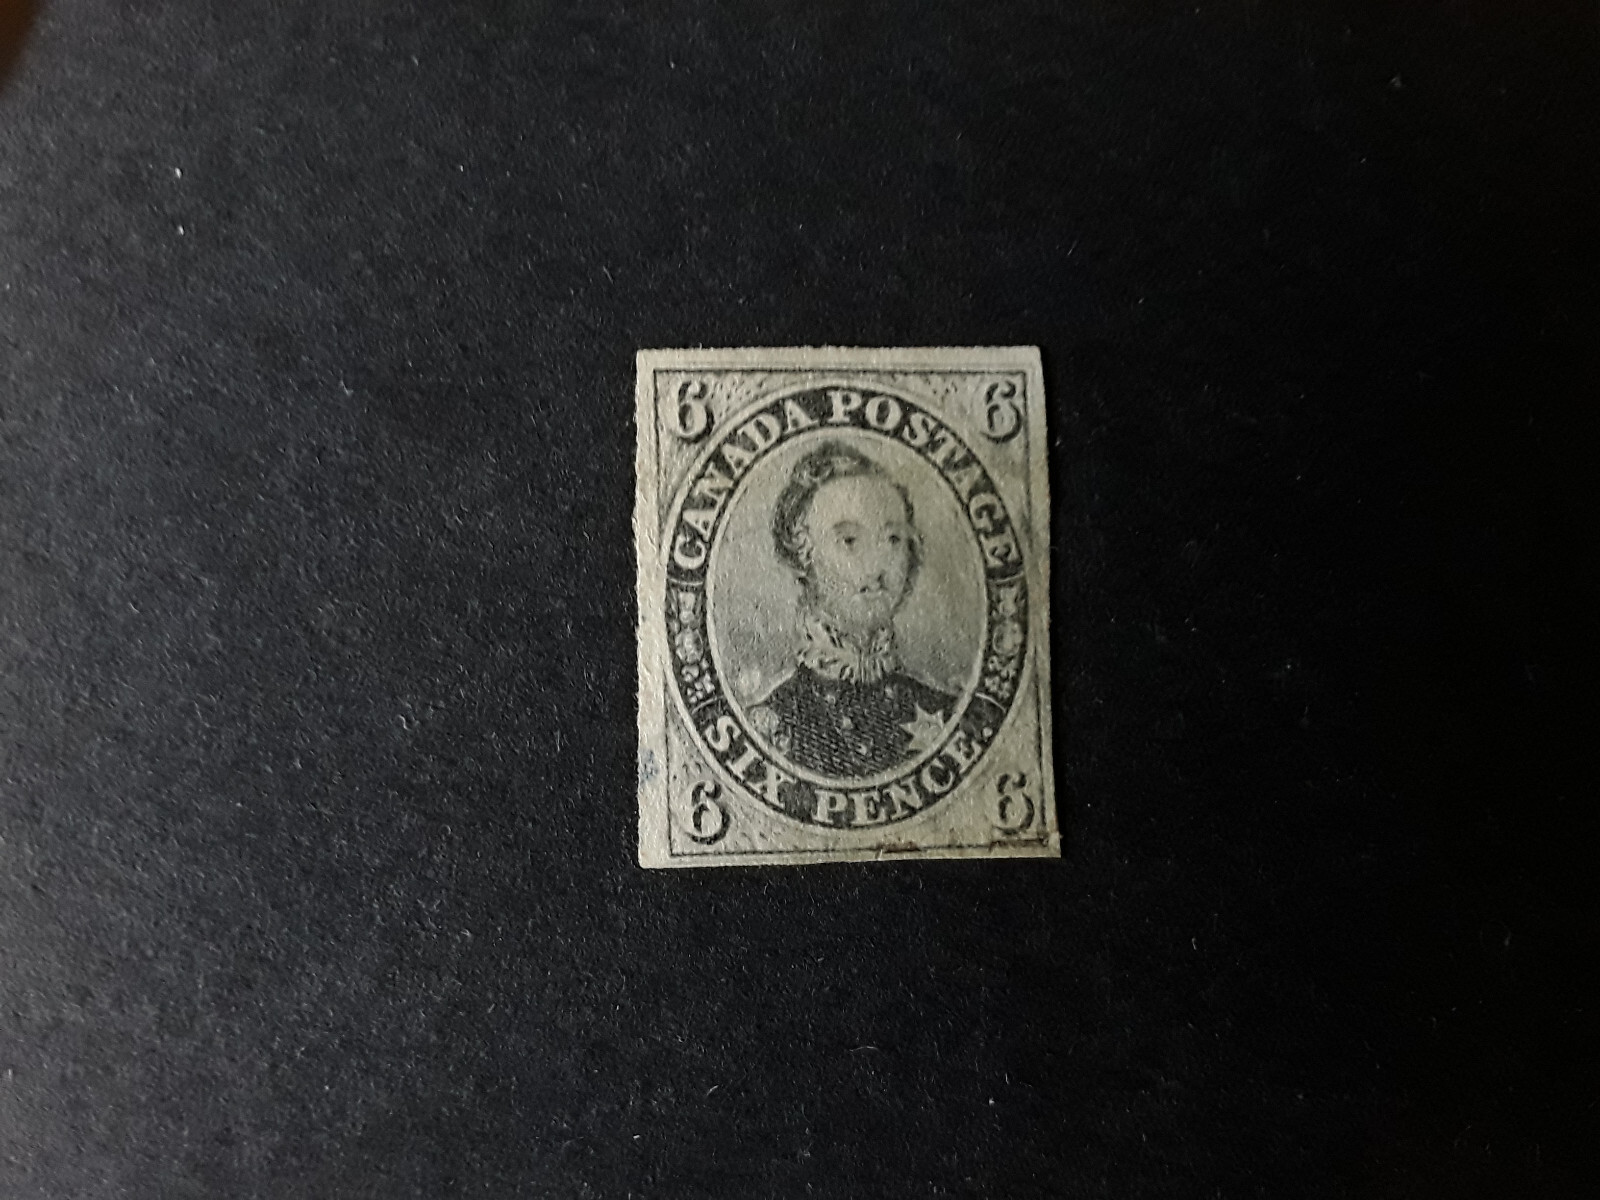 6 6
CANADA POSTAGE
SIX PENCE.
6 6